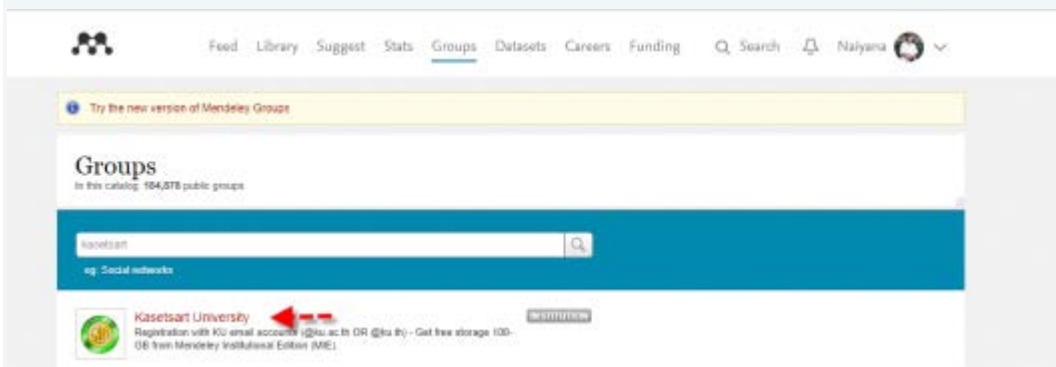 Feed Library Suggest Stats Groups Datasets Careers Funding Search Naiyana
Try the new version of Mendeley Groups
Groups
In this catalog: 184,878 public groups
kasetsart
eg: Social networks
Kasetsart University
INSTITUTION
Registration with KU email accounts (@ku.ac.th OR @ku.th) - Get free storage 100-
GB from Mendeley Institutional Edition (MIE).